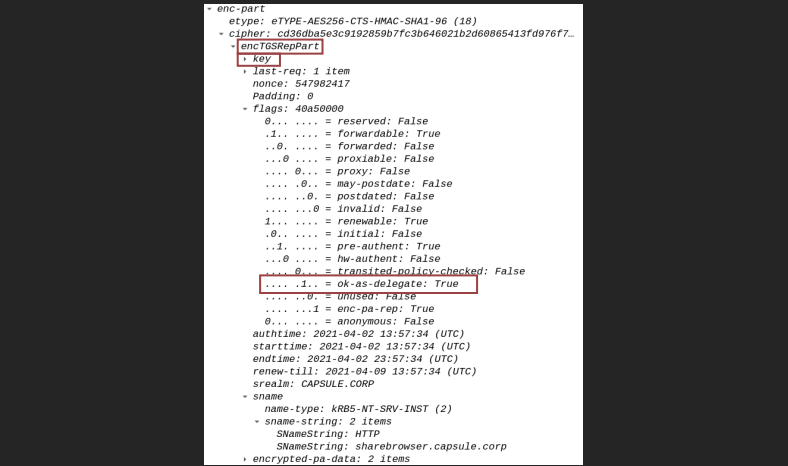 enc-part
etype: eTYPE-AES256-CTS-HMAC-SHA1-96 (18)
cipher: cd36dba5e3c9192859b7fc3b646021b2d60865413fd976f7…
encTGSRepPart
key
last-req: 1 item
nonce: 547982417
Padding: 0
flags: 40a50000
0... .... = reserved: False
.1.. .... = forwardable: True
..0. .... = forwarded: False
...0 .... = proxiable: False
.... 0... = proxy: False
.... .0.. = may-postdate: False
.... ..0. = postdated: False
.... ...0 = invalid: False
1... .... = renewable: True
.0.. .... = initial: False
..1. .... = pre-authent: True
...0 .... = hw-authent: False
.... 0... = transited-policy-checked: False
.... .1.. = ok-as-delegate: True
.... ..0. = unused: False
.... ...1 = enc-pa-rep: True
0... .... = anonymous: False
authtime: 2021-04-02 13:57:34 (UTC)
starttime: 2021-04-02 13:57:34 (UTC)
endtime: 2021-04-02 23:57:34 (UTC)
renew-till: 2021-04-09 13:57:34 (UTC)
srealm: CAPSULE.CORP
sname
name-type: kRB5-NT-SRV-INST (2)
sname-string: 2 items
SNameString: HTTP
SNameString: sharebrowser.capsule.corp
encrypted-pa-data: 2 items